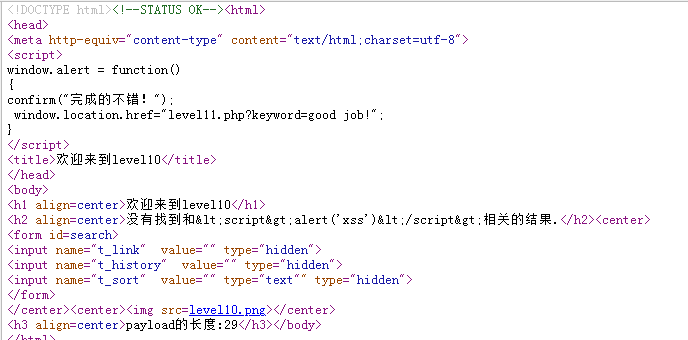 <!DOCTYPE html><!--STATUS OK--><html>
<head>
<meta http-equiv="content-type" content="text/html;charset=utf-8">
<script>
window.alert = function()
{
confirm("完成的不错！");
 window.location.href="level11.php?keyword=good job!";
}
</script>
<title>欢迎来到level10</title>
</head>
<body>
<h1 align=center>欢迎来到level10</h1>
<h2 align=center>没有找到和&lt;script&gt;alert('xss')&lt;/script&gt;相关的结果.</h2><center>
<form id=search>
<input name="t_link"  value="" type="hidden">
<input name="t_history"  value="" type="hidden">
<input name="t_sort"  value="" type="text"" type="hidden">
</form>
</center><center><img src=level10.png></center>
<h3 align=center>payload的长度:29</h3></body>
</html>